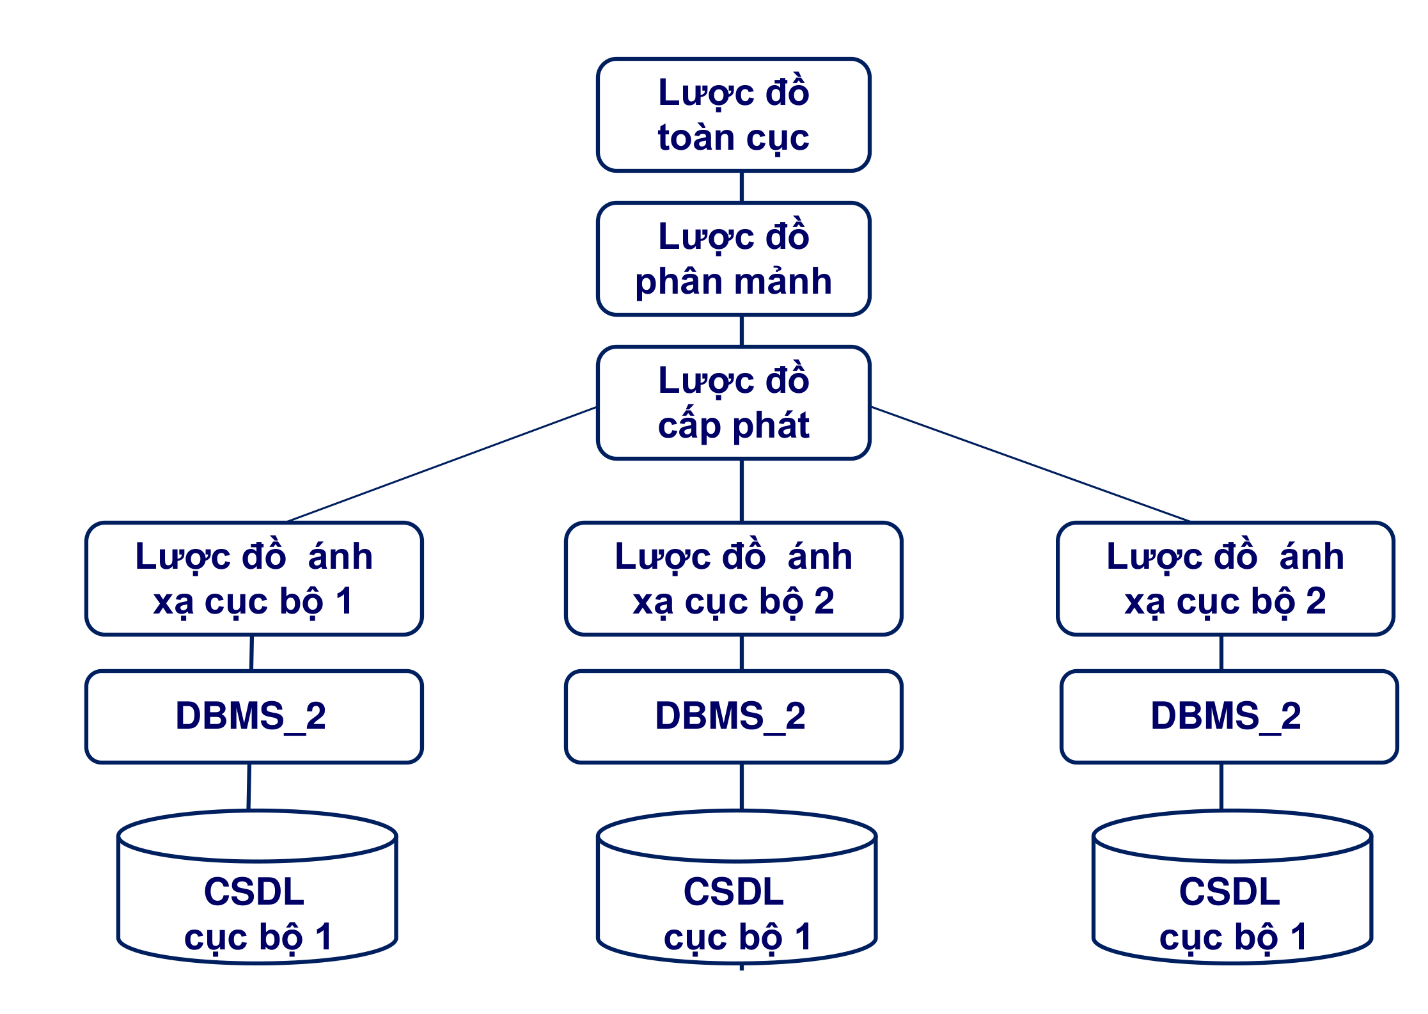 Lược đồ
toàn cục
Lược đồ
phân mảnh
Lược đồ
cấp phát
Lược đồ ánh
xạ cục bộ 1
Lược đồ ánh
xạ cục bộ 2
Lược đồ ánh
xạ cục bộ 2
DBMS_2
DBMS_2
DBMS_2
CSDL
cục bộ 1
CSDL
cục bộ 1
CSDL
cục bộ 1